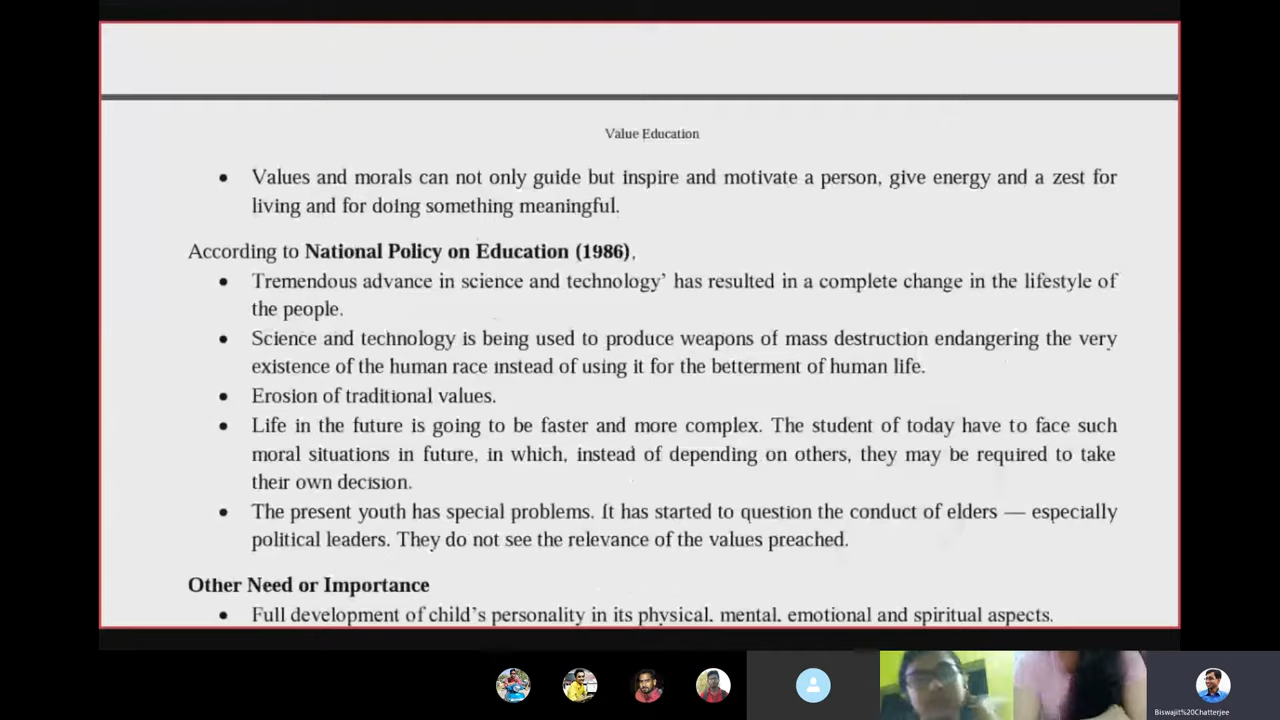 Value Education
• Values and morals can not only guide but inspire and motivate a person, give energy and a zest for
living and for doing something meaningful.
According to National Policy on Education (1986),
• Tremendous advance in science and technology’ has resulted in a complete change in the lifestyle of
the people.
• Science and technology is being used to produce weapons of mass destruction endangering the very
existence of the human race instead of using it for the betterment of human life.
• Erosion of traditional values.
• Life in the future is going to be faster and more complex. The student of today have to face such
moral situations in future, in which, instead of depending on others, they may be required to take
their own decision.
• The present youth has special problems. It has started to question the conduct of elders — especially
political leaders. They do not see the relevance of the values preached.
Other Need or Importance
• Full development of child’s personality in its physical, mental, emotional and spiritual aspects.
Biswajit%20Chatterjee